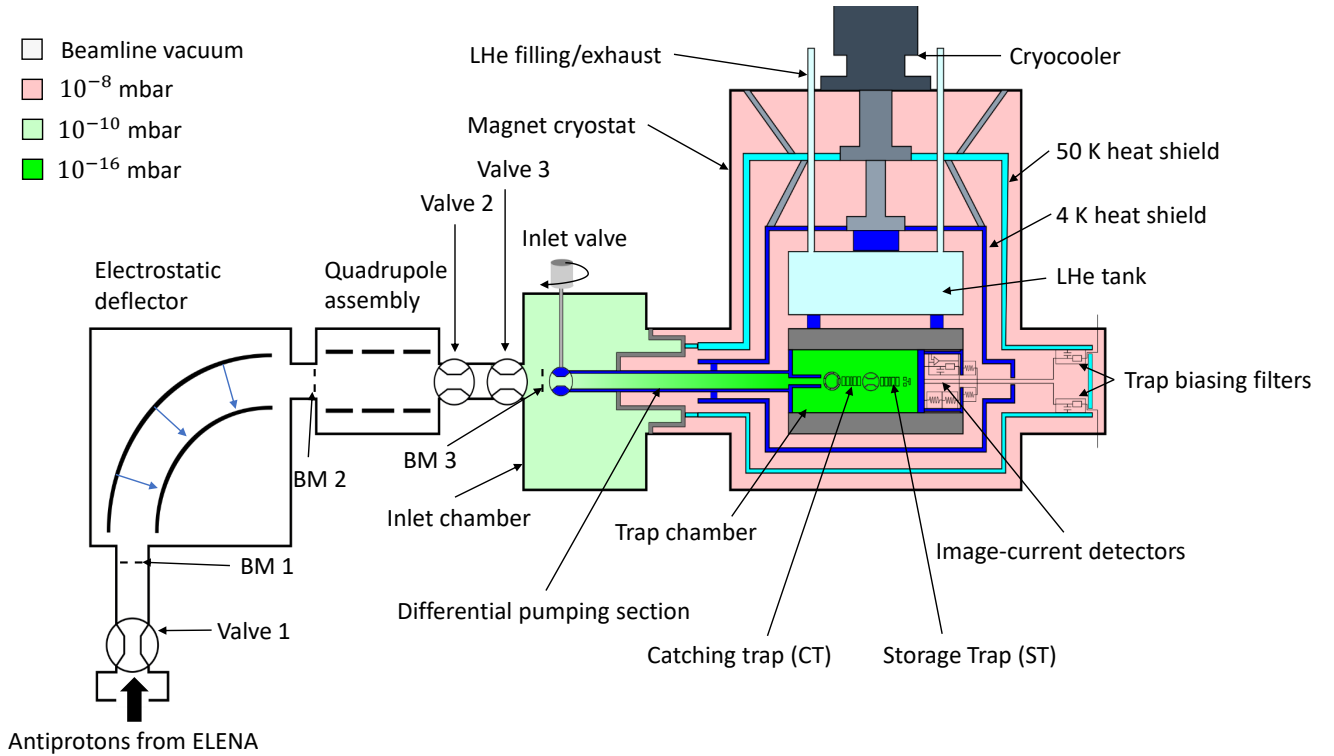 Beamline vacuum
10⁻⁸ mbar
10⁻¹⁰ mbar
10⁻¹⁶ mbar
LHe filling/exhaust
Cryocooler
Magnet cryostat
50 K heat shield
Valve 3
Valve 2
4 K heat shield
Inlet valve
Electrostatic
deflector
Quadrupole
assembly
LHe tank
Trap biasing filters
BM 3
BM 2
Inlet chamber
Trap chamber
Image-current detectors
BM 1
Differential pumping section
Valve 1
Catching trap (CT)
Storage Trap (ST)
Antiprotons from ELENA